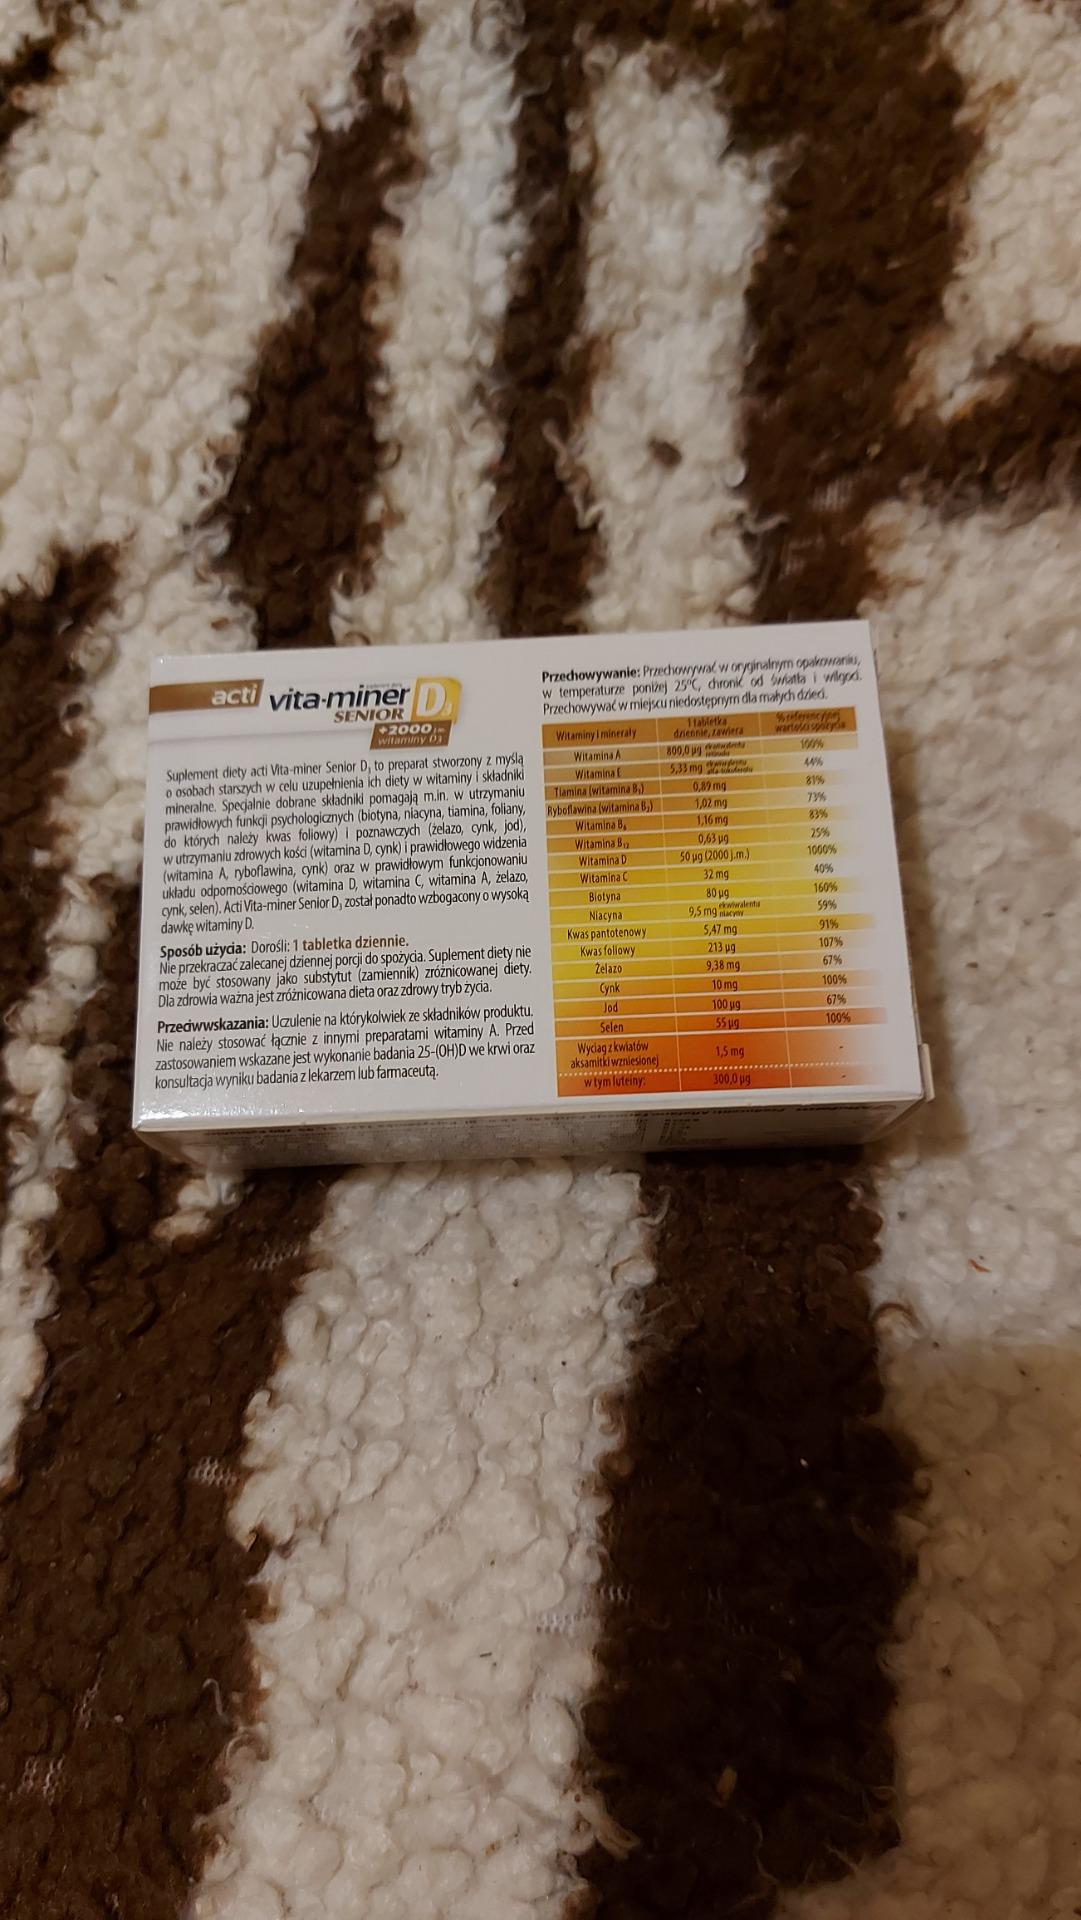 acti vita-miner D3
SENIOR
+2000 j.m.
witaminy D3
Suplement diety acti Vita-miner Senior D3 to preparat stworzony z myślą
o osobach starszych w celu uzupełnienia ich diety w witaminy i składniki
mineralne. Specjalnie dobrane składniki pomagają m.in. w utrzymaniu
prawidłowych funkcji psychologicznych (biotyna, niacyna, tiamina, foliany,
do których należy kwas foliowy) i poznawczych (żelazo, cynk, jod),
w utrzymaniu zdrowych kości (witamina D, cynk) i prawidłowego widzenia
(witamina A, ryboflawina, cynk) oraz w prawidłowym funkcjonowaniu
układu odpornościowego (witamina D, witamina C, witamina A, żelazo,
cynk, selen). Acti Vita-miner Senior D3 został ponadto wzbogacony o wysoką
dawkę witaminy D.
Sposób użycia: Dorośli: 1 tabletka dziennie.
Nie przekraczać zalecanej dziennej porcji do spożycia. Suplement diety nie
może być stosowany jako substytut (zamiennik) zróżnicowanej diety.
Dla zdrowia ważna jest zróżnicowana dieta oraz zdrowy tryb życia.
Przeciwwskazania: Uczulenie na którykolwiek ze składników produktu.
Nie należy stosować łącznie z innymi preparatami witaminy A. Przed
zastosowaniem wskazane jest wykonanie badania 25-(OH)D we krwi oraz
konsultacja wyniku badania z lekarzem lub farmaceutą.
Przechowywanie: Przechowywać w oryginalnym opakowaniu,
w temperaturze poniżej 25°C, chronić od światła i wilgoci.
Przechowywać w miejscu niedostępnym dla małych dzieci.
Witaminy i minerały 1 tabletka dziennie, zawiera % referencyjnej wartości spożycia
Witamina A 800,0 µg ekwiwalentu retinolu 100%
Witamina E 5,33 mg ekwiwalentu alfa-tokoferolu 44%
Tiamina (witamina B1) 0,89 mg 81%
Ryboflawina (witamina B2) 1,02 mg 73%
Witamina B6 1,16 mg 83%
Witamina B12 0,63 µg 25%
Witamina D 50 µg (2000 j.m.) 1000%
Witamina C 32 mg 40%
Biotyna 80 µg 160%
Niacyna 9,5 mg ekwiwalentu niacyny 59%
Kwas pantotenowy 5,47 mg 91%
Kwas foliowy 213 µg 107%
Żelazo 9,38 mg 67%
Cynk 10 mg 100%
Jod 100 µg 67%
Selen 55 µg 100%
Wyciąg z kwiatów aksamitki wzniesionej 1,5 mg -
w tym luteiny: 300,0 µg -